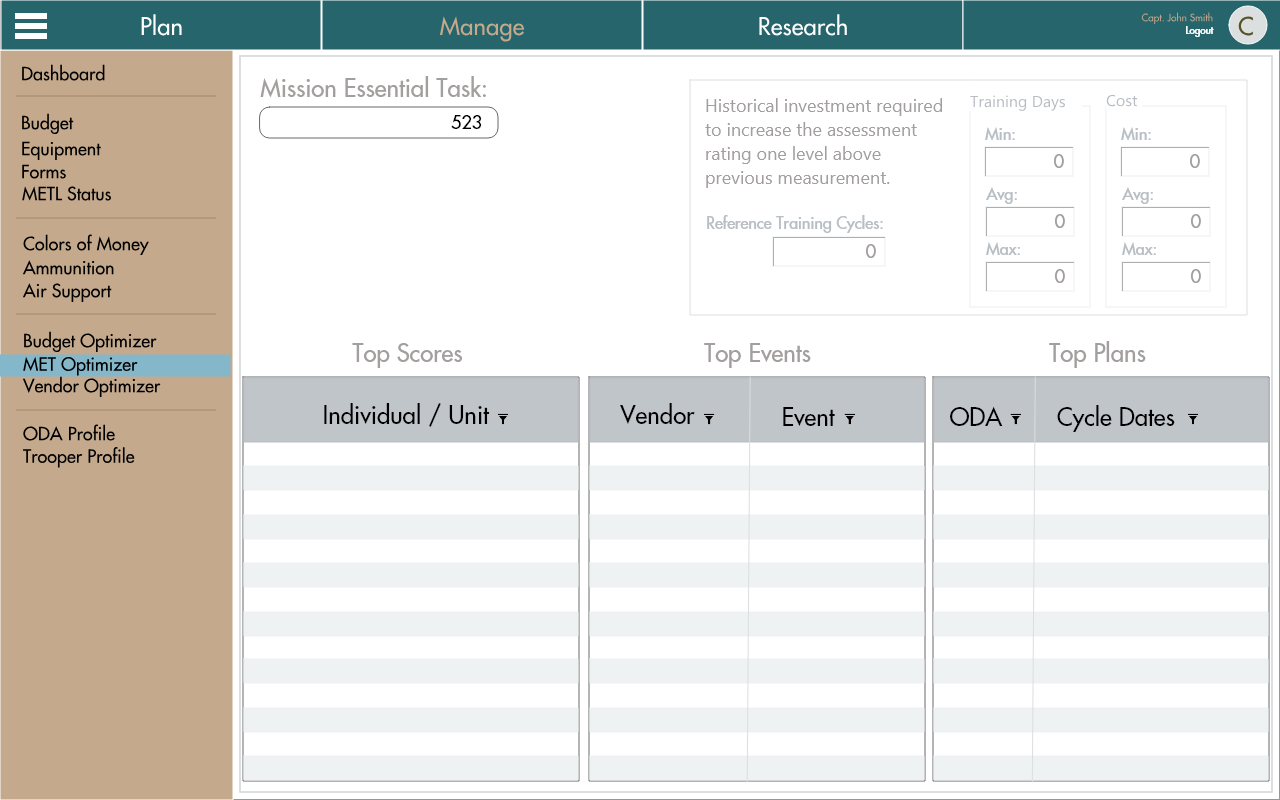 Plan
Manage
Research
Capt. John Smith
Logout
C
Dashboard
Budget
Equipment
Forms
METL Status
Colors of Money
Ammunition
Air Support
Budget Optimizer
MET Optimizer
Vendor Optimizer
ODA Profile
Trooper Profile
Mission Essential Task:
523
Historical investment required
to increase the assessment
rating one level above
previous measurement.
Reference Training Cycles:
0
Training Days
Min:
0
Avg:
0
Max:
0
Cost
Min:
0
Avg:
0
Max:
0
Top Scores
Individual / Unit
Top Events
Vendor
Event
Top Plans
ODA
Cycle Dates